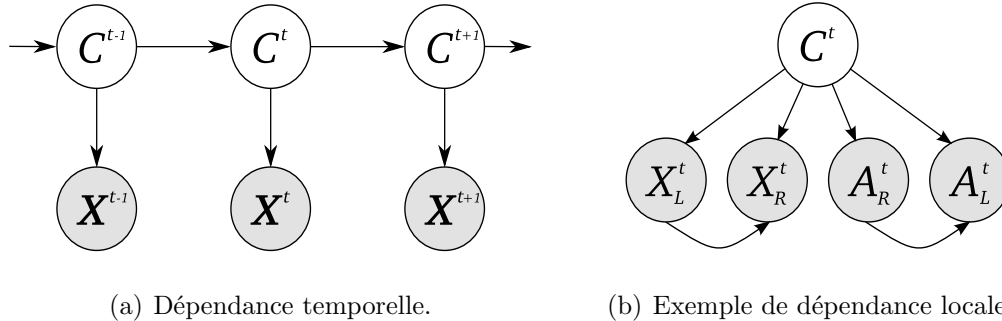 C^{t-1} C^t C^{t+1}
X^{t-1} X^t X^{t+1}
(a) Dépendance temporelle.
C^t
X_L^t X_R^t A_R^t A_L^t
(b) Exemple de dépendance locale